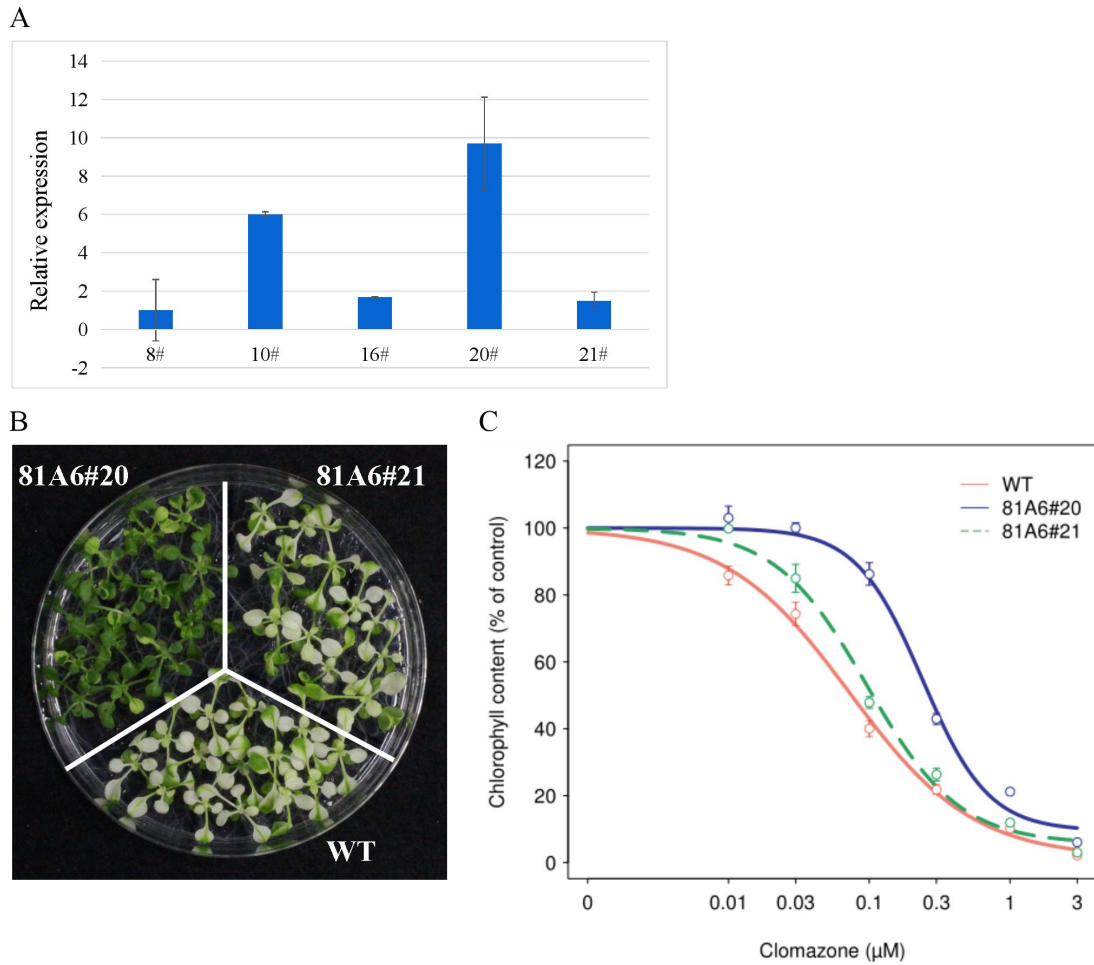 A
14
12
10
8
6
4
2
0
-2
Relative expression
8# 10# 16# 20# 21#
B
81A6#20 81A6#21
WT
C
120
100
80
60
40
20
0
Chlorophyll content (% of control)
WT
81A6#20
81A6#21
0 0.01 0.03 0.1 0.3 1 3
Clomazone (µM)